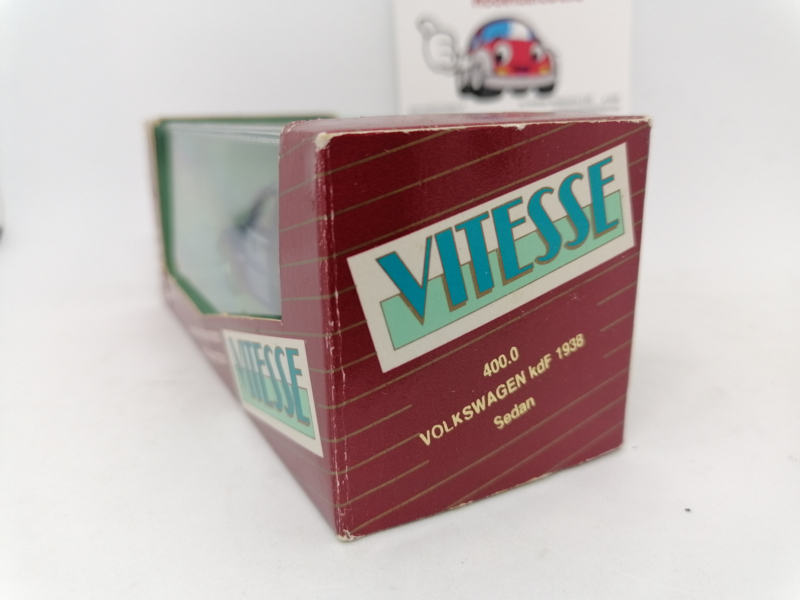 VITESSE
400.0
VOLKSWAGEN kdF 1938
Sedan
VITESSE